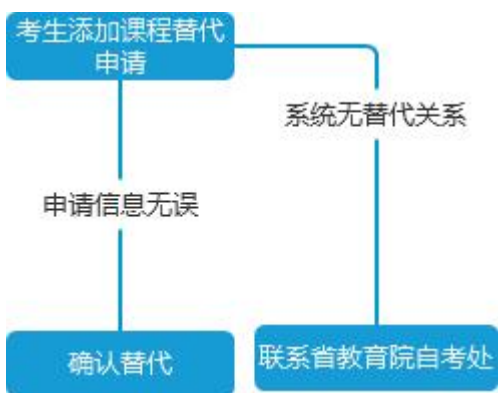 考生添加课程替代
申请
系统无替代关系
申请信息无误
确认替代
联系省教育院自考处